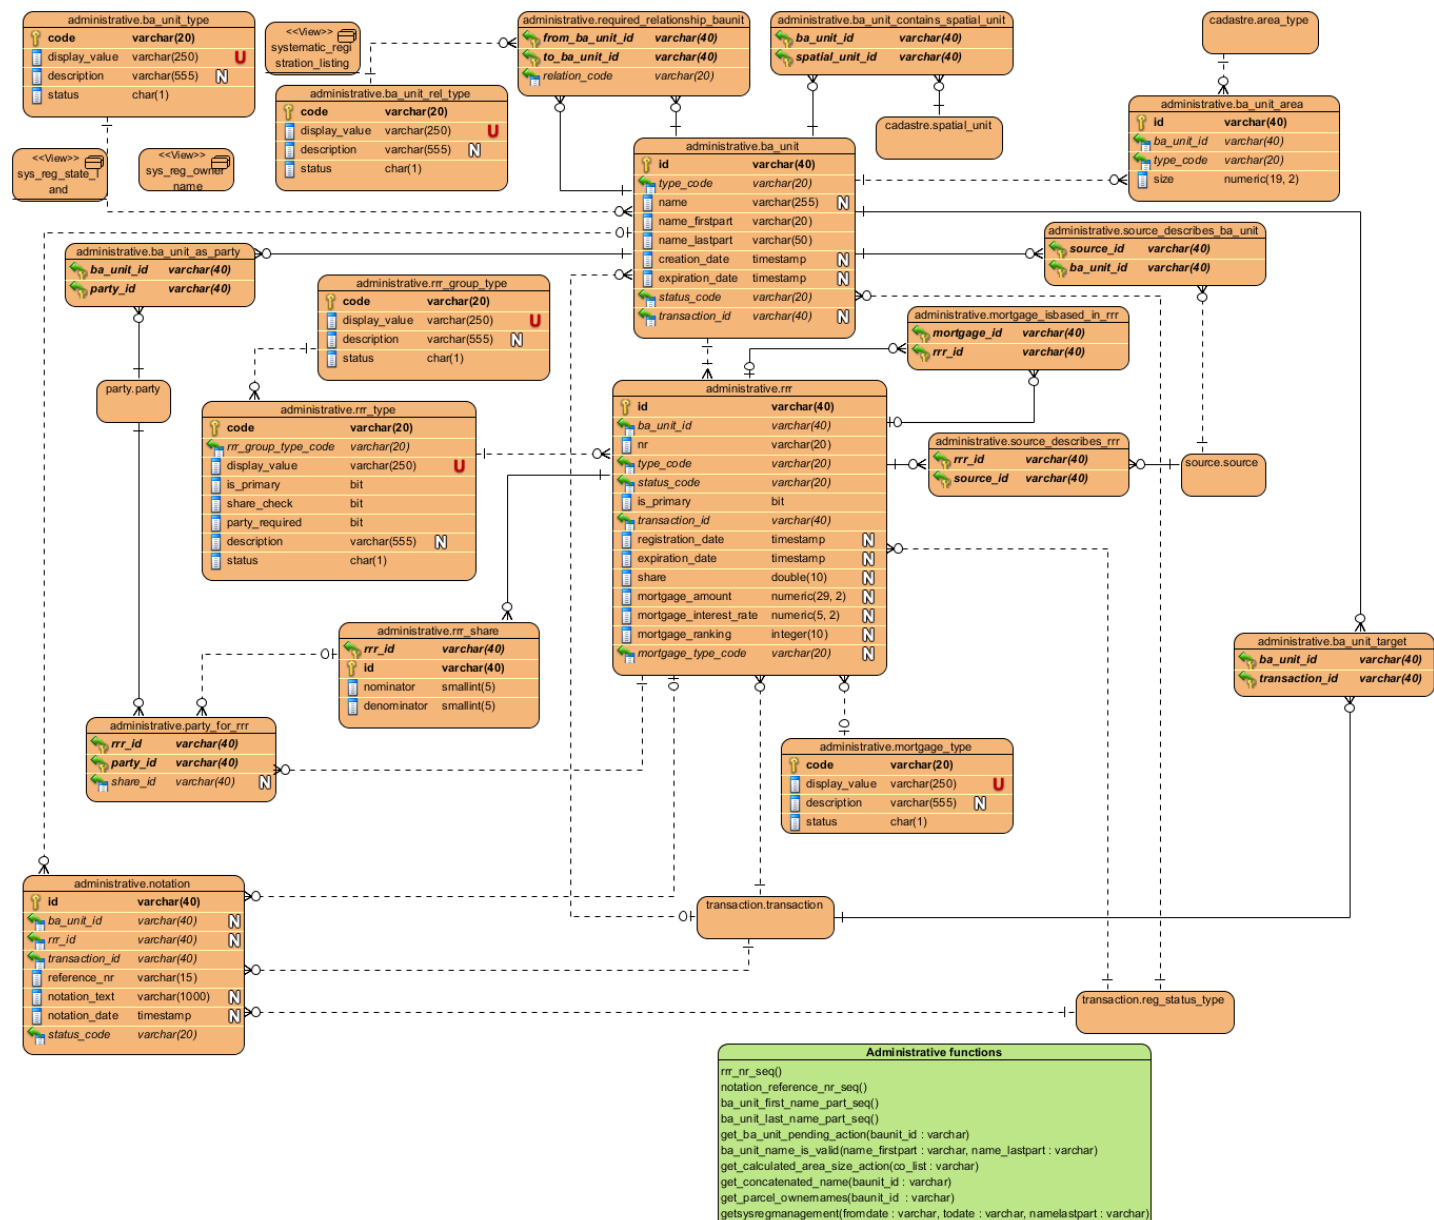 administrative.ba_unit_type
code varchar(20)
display_value varchar(250) U
description varchar(555) N
status char(1)
<<View>>
systematic_regi
stration_listing
administrative.required_relationship_baunit
from_ba_unit_id varchar(40)
to_ba_unit_id varchar(40)
relation_code varchar(20)
administrative.ba_unit_contains_spatial_unit
ba_unit_id varchar(40)
spatial_unit_id varchar(40)
cadastre.area_type
administrative.ba_unit_rel_type
code varchar(20)
display_value varchar(250) U
description varchar(555) N
status char(1)
cadastre.spatial_unit
administrative.ba_unit_area
id varchar(40)
ba_unit_id varchar(40)
type_code varchar(20)
size numeric(19, 2)
<<View>>
sys_reg_state_l
and
<<View>>
sys_reg_owner
name
administrative.ba_unit
id varchar(40)
type_code varchar(20)
name varchar(255) N
name_firstpart varchar(20)
name_lastpart varchar(50)
creation_date timestamp N
expiration_date timestamp N
status_code varchar(20)
transaction_id varchar(40) N
administrative.ba_unit_as_party
ba_unit_id varchar(40)
party_id varchar(40)
administrative.source_describes_ba_unit
source_id varchar(40)
ba_unit_id varchar(40)
administrative.rrr_group_type
code varchar(20)
display_value varchar(250) U
description varchar(555) N
status char(1)
administrative.mortgage_isbased_in_rrr
mortgage_id varchar(40)
rrr_id varchar(40)
party.party
administrative.rrr_type
code varchar(20)
rrr_group_type_code varchar(20)
display_value varchar(250) U
is_primary bit
share_check bit
party_required bit
description varchar(555) N
status char(1)
administrative.rrr
id varchar(40)
ba_unit_id varchar(40)
nr varchar(20)
type_code varchar(20)
status_code varchar(20)
is_primary bit
transaction_id varchar(40)
registration_date timestamp N
expiration_date timestamp N
share double(10) N
mortgage_amount numeric(29, 2) N
mortgage_interest_rate numeric(5, 2) N
mortgage_ranking integer(10) N
mortgage_type_code varchar(20) N
administrative.source_describes_rrr
rrr_id varchar(40)
source_id varchar(40)
source.source
administrative.rrr_share
rrr_id varchar(40)
id varchar(40)
nominator smallint(5)
denominator smallint(5)
administrative.ba_unit_target
ba_unit_id varchar(40)
transaction_id varchar(40)
administrative.party_for_rrr
rrr_id varchar(40)
party_id varchar(40)
share_id varchar(40) N
administrative.mortgage_type
code varchar(20)
display_value varchar(250) U
description varchar(555) N
status char(1)
administrative.notation
id varchar(40)
ba_unit_id varchar(40) N
rrr_id varchar(40) N
transaction_id varchar(40)
reference_nr varchar(15)
notation_text varchar(1000) N
notation_date timestamp N
status_code varchar(20)
transaction.transaction
transaction.reg_status_type
Administrative functions
rrr_nr_seq()
notation_reference_nr_seq()
ba_unit_first_name_part_seq()
ba_unit_last_name_part_seq()
get_ba_unit_pending_action(baunit_id : varchar)
ba_unit_name_is_valid(name_firstpart : varchar, name_lastpart : varchar)
get_calculated_area_size_action(co_list : varchar)
get_concatenated_name(baunit_id : varchar)
get_parcel_ownernames(baunit_id : varchar)
getsysregmanagement(fromdate : varchar, todate : varchar, namelastpart : varchar)